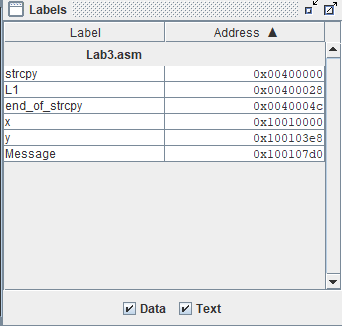 Labels
Label Address ▲
Lab3.asm
strcpy 0x00400000
L1 0x00400028
end_of_strcpy 0x0040004c
x 0x10010000
y 0x100103e8
Message 0x100107d0
Data Text